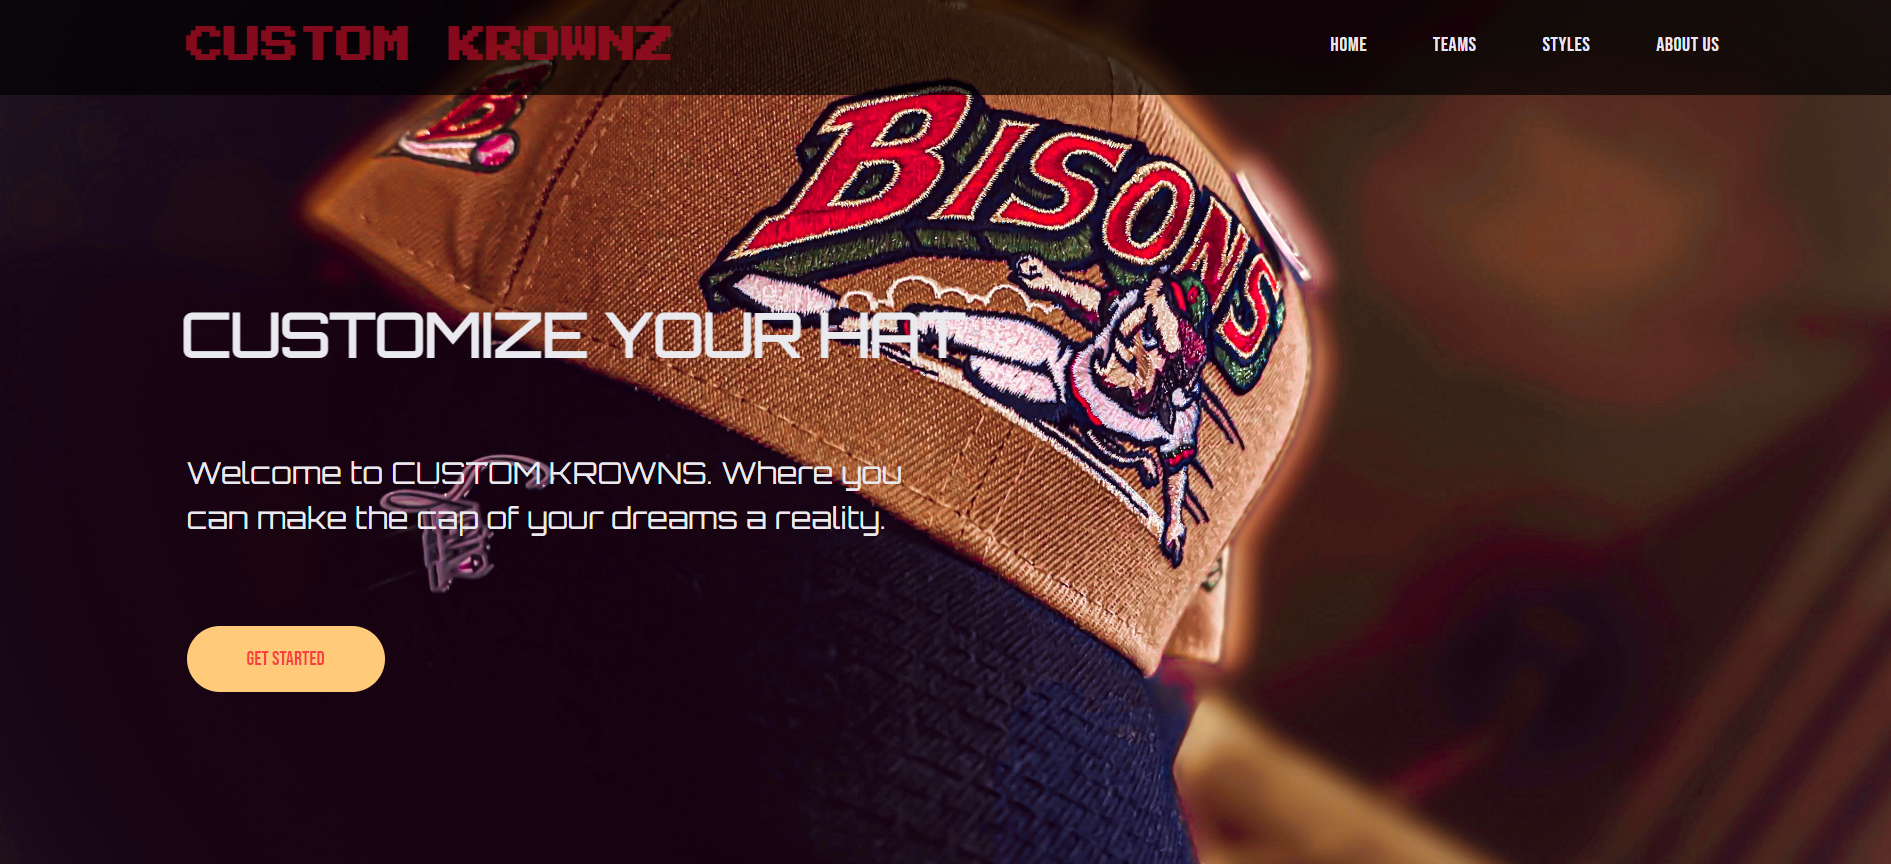 CUSTOM KROWNZ
HOME TEAMS STYLES ABOUT US
BISONS
CUSTOMIZE YOUR HAT
Welcome to CUSTOM KROWNS. Where you
can make the cap of your dreams a reality.
GET STARTED